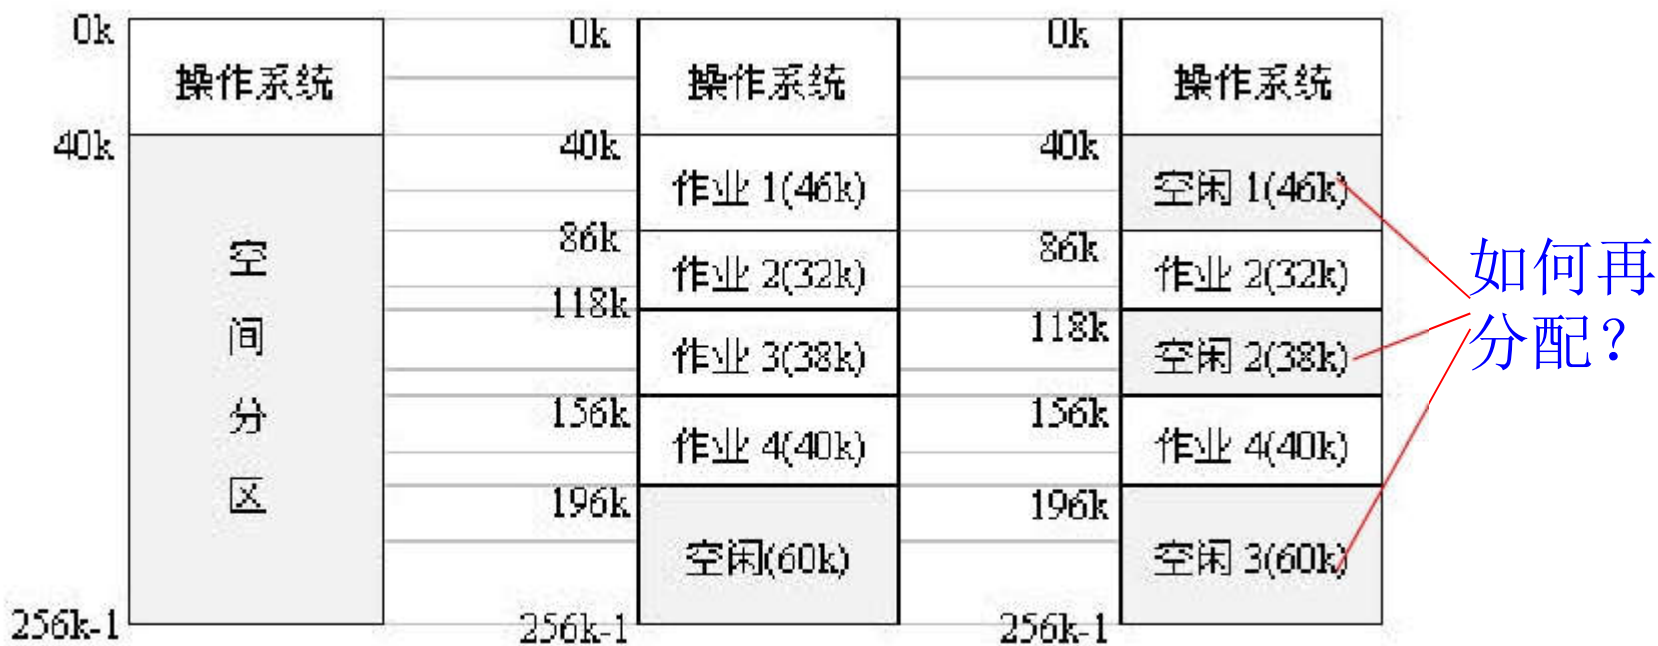 0k
操作系统
40k
空
间
分
区
256k-1
0k
操作系统
40k
作业 1(46k)
86k
作业 2(32k)
118k
作业 3(38k)
156k
作业 4(40k)
196k
空闲(60k)
256k-1
0k
操作系统
40k
空闲 1(46k)
86k
作业 2(32k)
118k
空闲 2(38k)
156k
作业 4(40k)
196k
空闲 3(60k)
256k-1
如何再
分配？